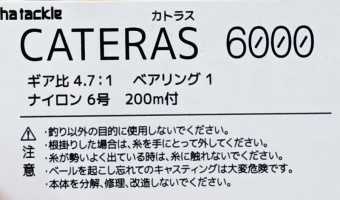 ha tackle
カトラス
CATERAS 6000
ギア比 4.7:1 ベアリング 1
ナイロン 6号 200m付
⚠注意
・釣り以外の目的に使用しないでください。
・根掛りした場合は、糸を手にとって外してください。
・糸が勢いよく出ている時は、糸に触れないでください。
・ベールを起こし忘れてのキャスティングは大変危険です。
・本体を分解、修理、改造しないでください。